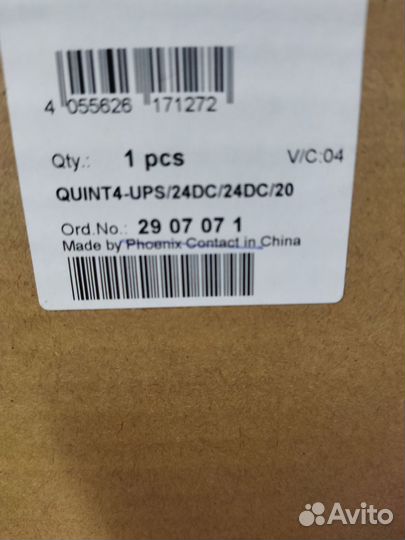 4 055626 171272
Qty.: 1 pcs V/C:04
QUINT4-UPS/24DC/24DC/20
Ord.No.: 29 07 07 1
Made by Phoenix Contact in China
Avito